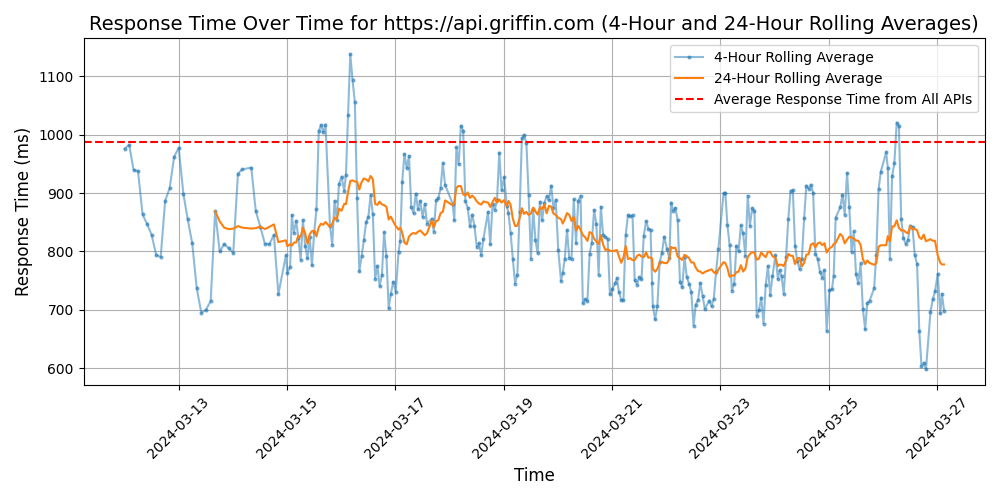 Response Time Over Time for https://api.griffin.com (4-Hour and 24-Hour Rolling Averages)
4-Hour Rolling Average
24-Hour Rolling Average
Average Response Time from All APIs
Response Time (ms)
1100
1000
900
800
700
600
2024-03-13
2024-03-15
2024-03-17
2024-03-19
2024-03-21
2024-03-23
2024-03-25
2024-03-27
Time